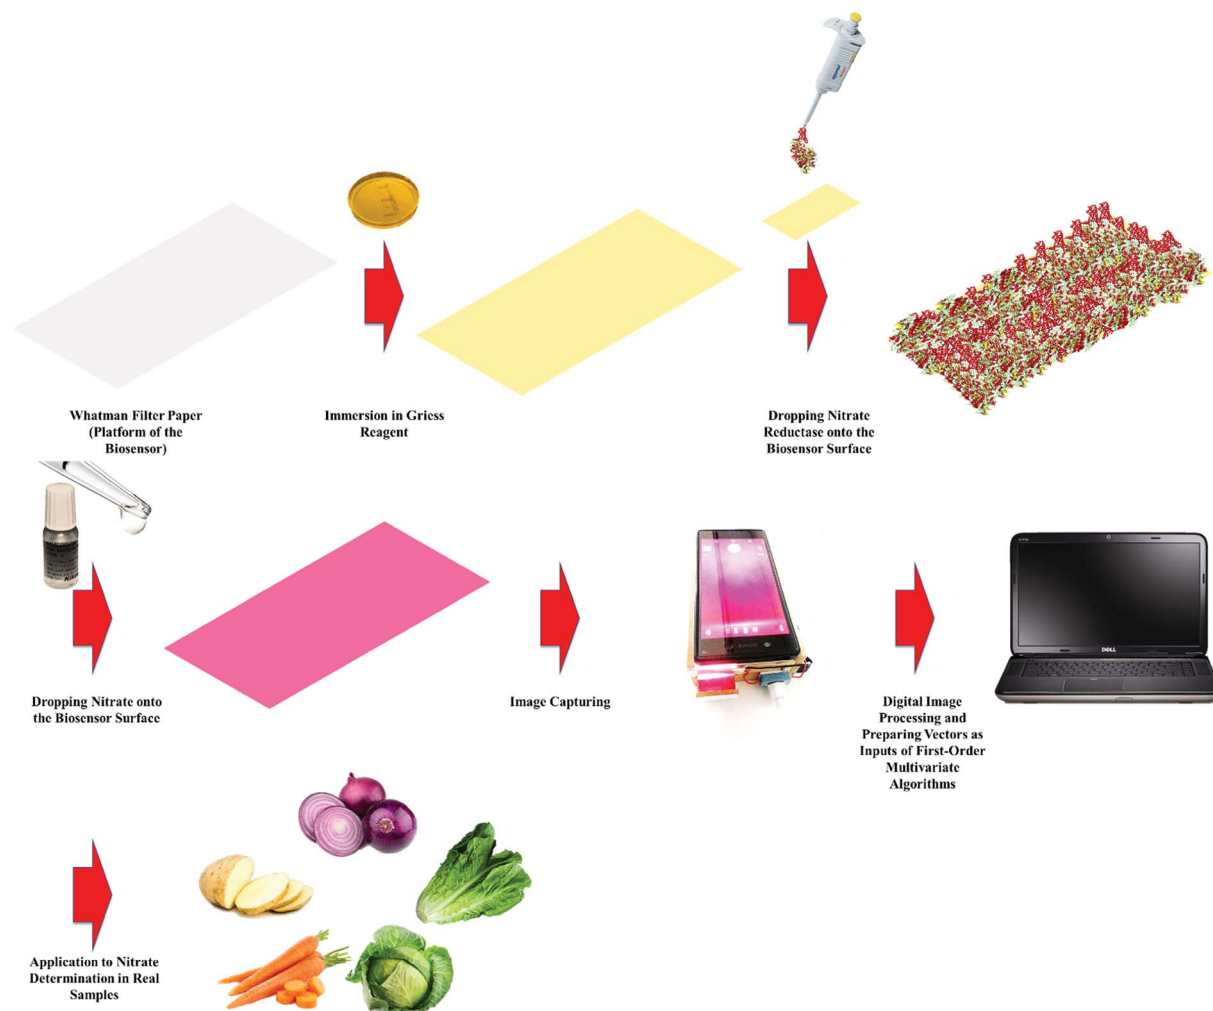 Whatman Filter Paper
(Platform of the
Biosensor)
Immersion in Griess
Reagent
Dropping Nitrate
Reductase onto the
Biosensor Surface
Dropping Nitrate onto
the Biosensor Surface
Image Capturing
Digital Image
Processing and
Preparing Vectors as
Inputs of First-Order
Multivariate
Algorithms
DELL
Application to Nitrate
Determination in Real
Samples